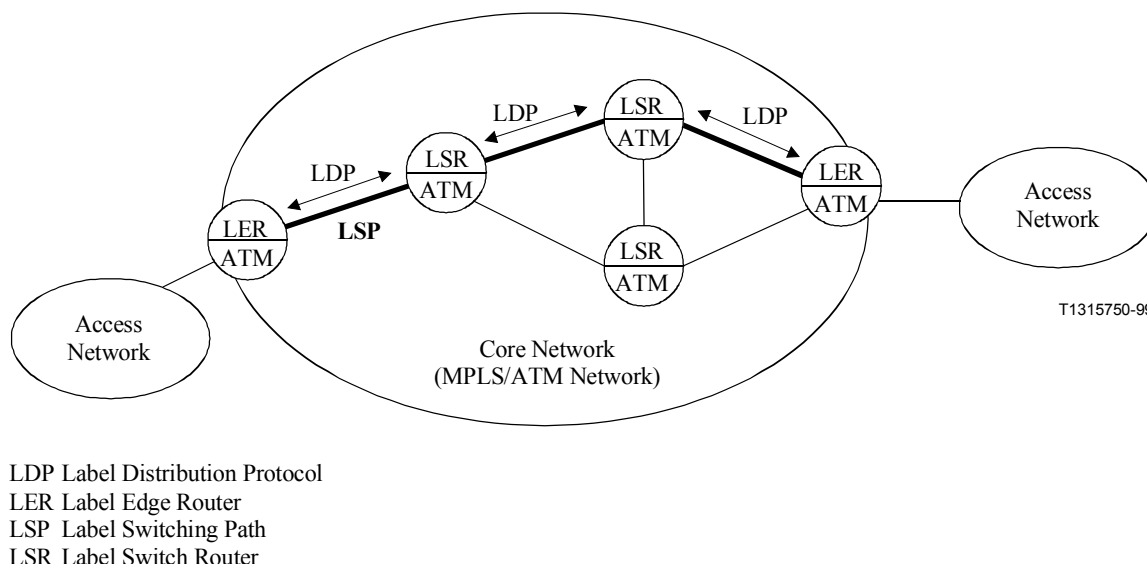 LDP
LSR
ATM
LDP
LSR
ATM
LDP
LER
ATM
LSP
LER
ATM
LSR
ATM
Access
Network
Access
Network
Core Network
(MPLS/ATM Network)
T1315750-99
LDP Label Distribution Protocol
LER Label Edge Router
LSP Label Switching Path
LSR Label Switch Router